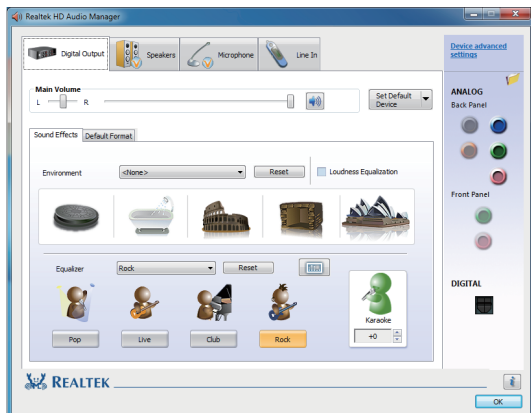 Realtek HD Audio Manager
Digital Output
Speakers
Microphone
Line In
Device advanced
settings
Main Volume
L
R
Set Default
Device
ANALOG
Back Panel
Sound Effects
Default Format
Environment
<None>
Reset
Loudness Equalization
Front Panel
Equalizer
Rock
Reset
DIGITAL
Karaoke
Pop
Live
Club
Rock
+0
REALTEK
i
OK